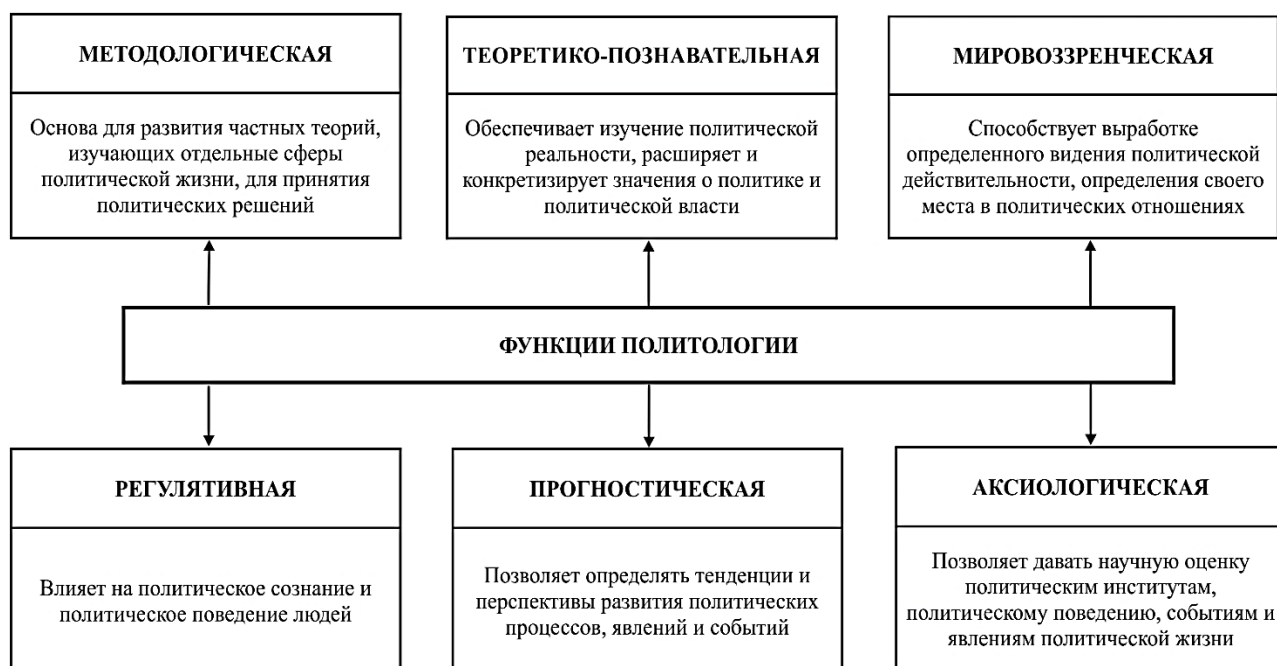 МЕТОДОЛОГИЧЕСКАЯ
Основа для развития частных теорий,
изучающих отдельные сферы
политической жизни, для принятия
политических решений
ТЕОРЕТИКО-ПОЗНАВАТЕЛЬНАЯ
Обеспечивает изучение политической
реальности, расширяет и
конкретизирует значения о политике и
политической власти
МИРОВОЗЗРЕНЧЕСКАЯ
Способствует выработке
определенного видения политической
действительности, определения своего
места в политических отношениях
ФУНКЦИИ ПОЛИТОЛОГИИ
РЕГУЛЯТИВНАЯ
Влияет на политическое сознание и
политическое поведение людей
ПРОГНОСТИЧЕСКАЯ
Позволяет определять тенденции и
перспективы развития политических
процессов, явлений и событий
АКСИОЛОГИЧЕСКАЯ
Позволяет давать научную оценку
политическим институтам,
политическому поведению, событиям и
явлениям политической жизни